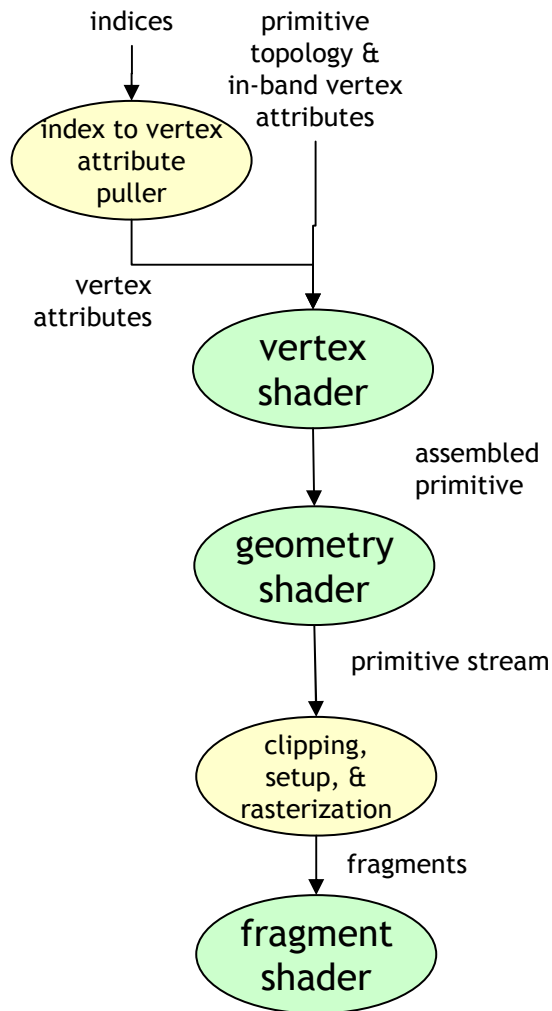 indices
primitive
topology &
in-band vertex
attributes
index to vertex
attribute
puller
vertex
attributes
vertex
shader
assembled
primitive
geometry
shader
primitive stream
clipping,
setup, &
rasterization
fragments
fragment
shader